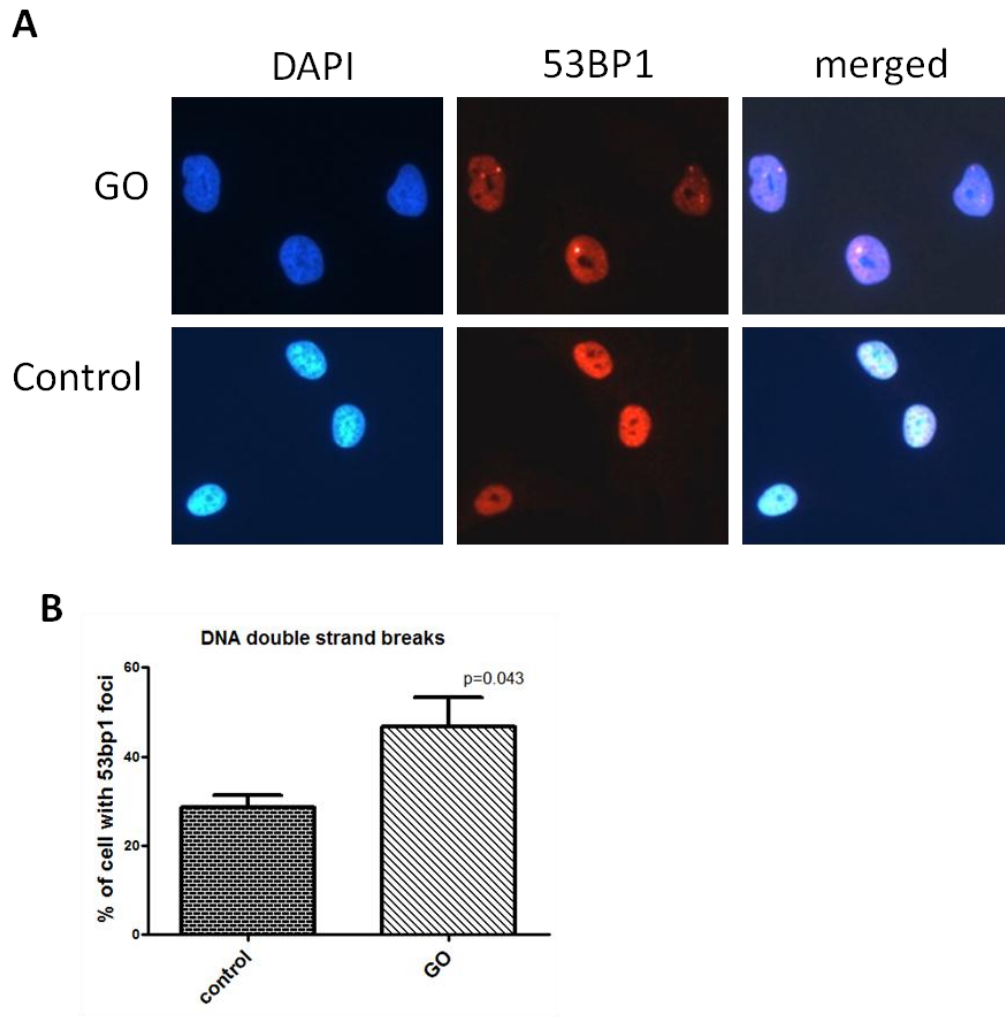 A
DAPI 53BP1 merged
GO
Control
B
DNA double strand breaks
p=0.043
% of cell with 53bp1 foci
60
40
20
0
control GO